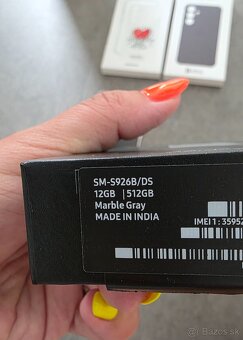 SM-S926B/DS
12GB | 512GB
Marble Gray
MADE IN INDIA
IMEI 1 : 35952
Bazos.sk